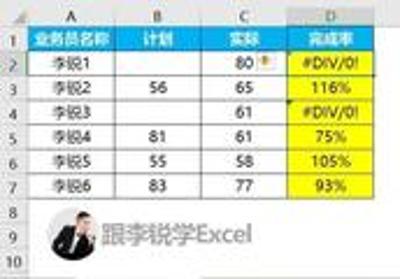 A B C D
1 业务员名称 计划 实际 完成率
2 李锐1 80 #DIV/0!
3 李锐2 56 65 116%
4 李锐3 61 #DIV/0!
5 李锐4 81 61 75%
6 李锐5 55 58 105%
7 李锐6 83 77 93%
8
9 跟李锐学Excel
10